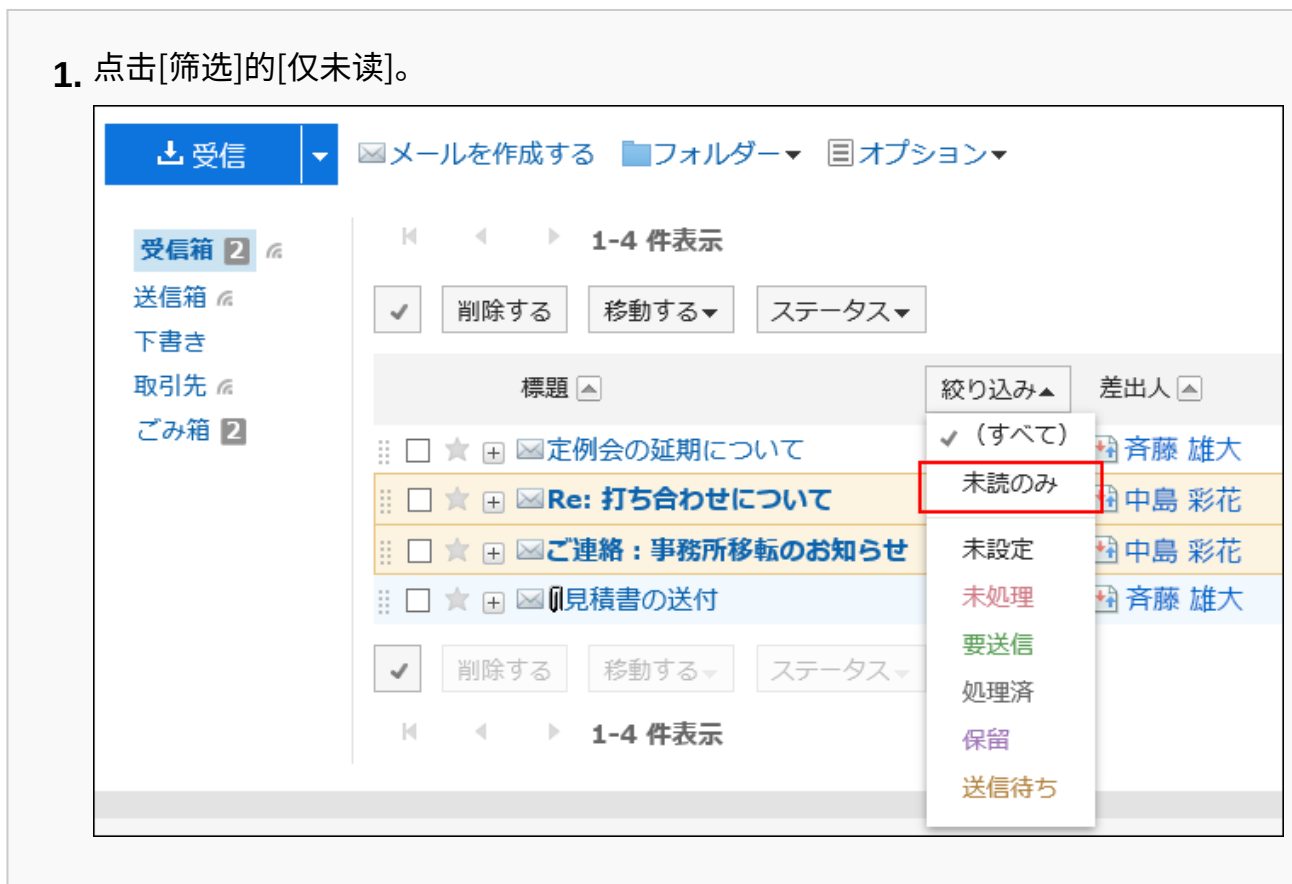 1. 点击[筛选]的[仅未读]。
受信 メールを作成する フォルダー オプション
受信箱 2
送信箱
下書き
取引先
ごみ箱 2
1-4 件表示
削除する 移動する ステータス
標題 絞り込み 差出人
定例会の延期について 斉藤 雄大
Re: 打ち合わせについて 中島 彩花
ご連絡：事務所移転のお知らせ 中島 彩花
見積書の送付 斉藤 雄大
(すべて)
未読のみ
未設定
未処理
要送信
処理済
保留
送信待ち
削除する 移動する ステータス
1-4 件表示